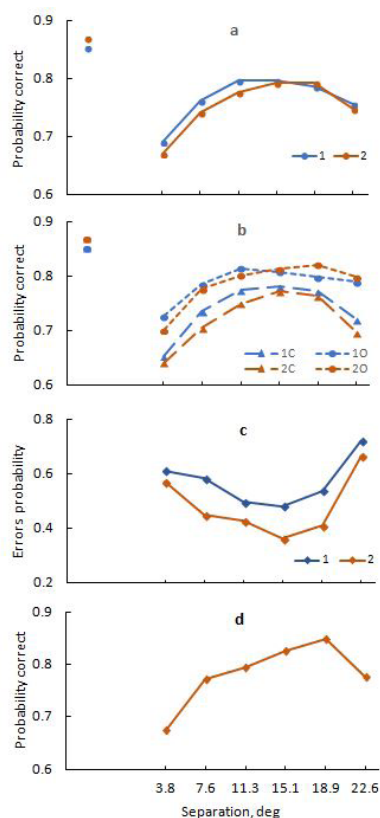 a
Probability correct
0.9
0.8
0.7
0.6
1 2
b
Probability correct
0.9
0.8
0.7
0.6
1C 1O
2C 2O
c
Errors probability
0.8
0.6
0.4
0.2
1 2
d
Probability correct
0.9
0.8
0.7
0.6
3.8 7.6 11.3 15.1 18.9 22.6
Separation, deg